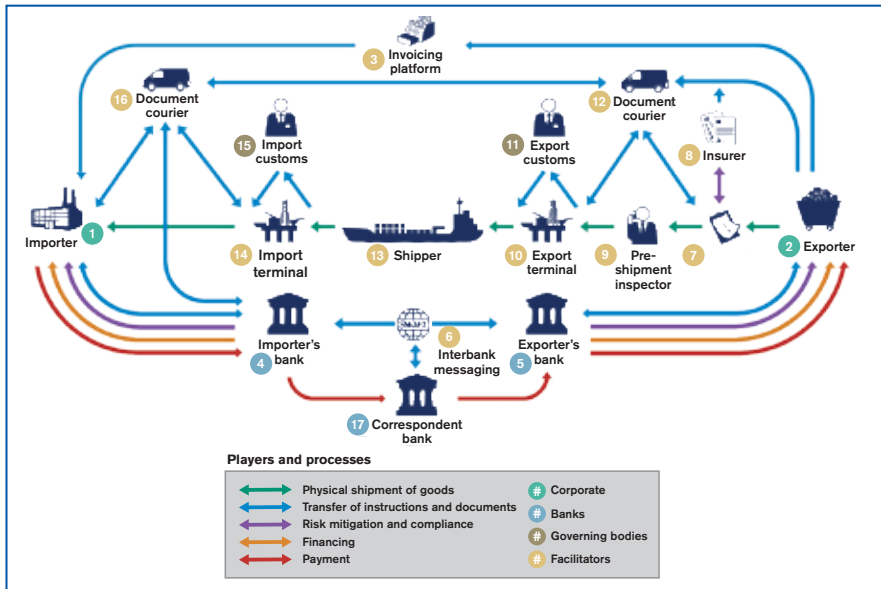 3
Invoicing
platform
16
Document
courier
12
Document
courier
15
Import
customs
11
Export
customs
8
Insurer
Importer
1
14
Import
terminal
13
Shipper
10
Export
terminal
9
Pre-
shipment
inspector
7
2
Exporter
Importer's
bank
4
6
Interbank
messaging
Exporter's
bank
5
17
Correspondent
bank
Players and processes
Physical shipment of goods
Transfer of instructions and documents
Risk mitigation and compliance
Financing
Payment
# Corporate
# Banks
# Governing bodies
# Facilitators